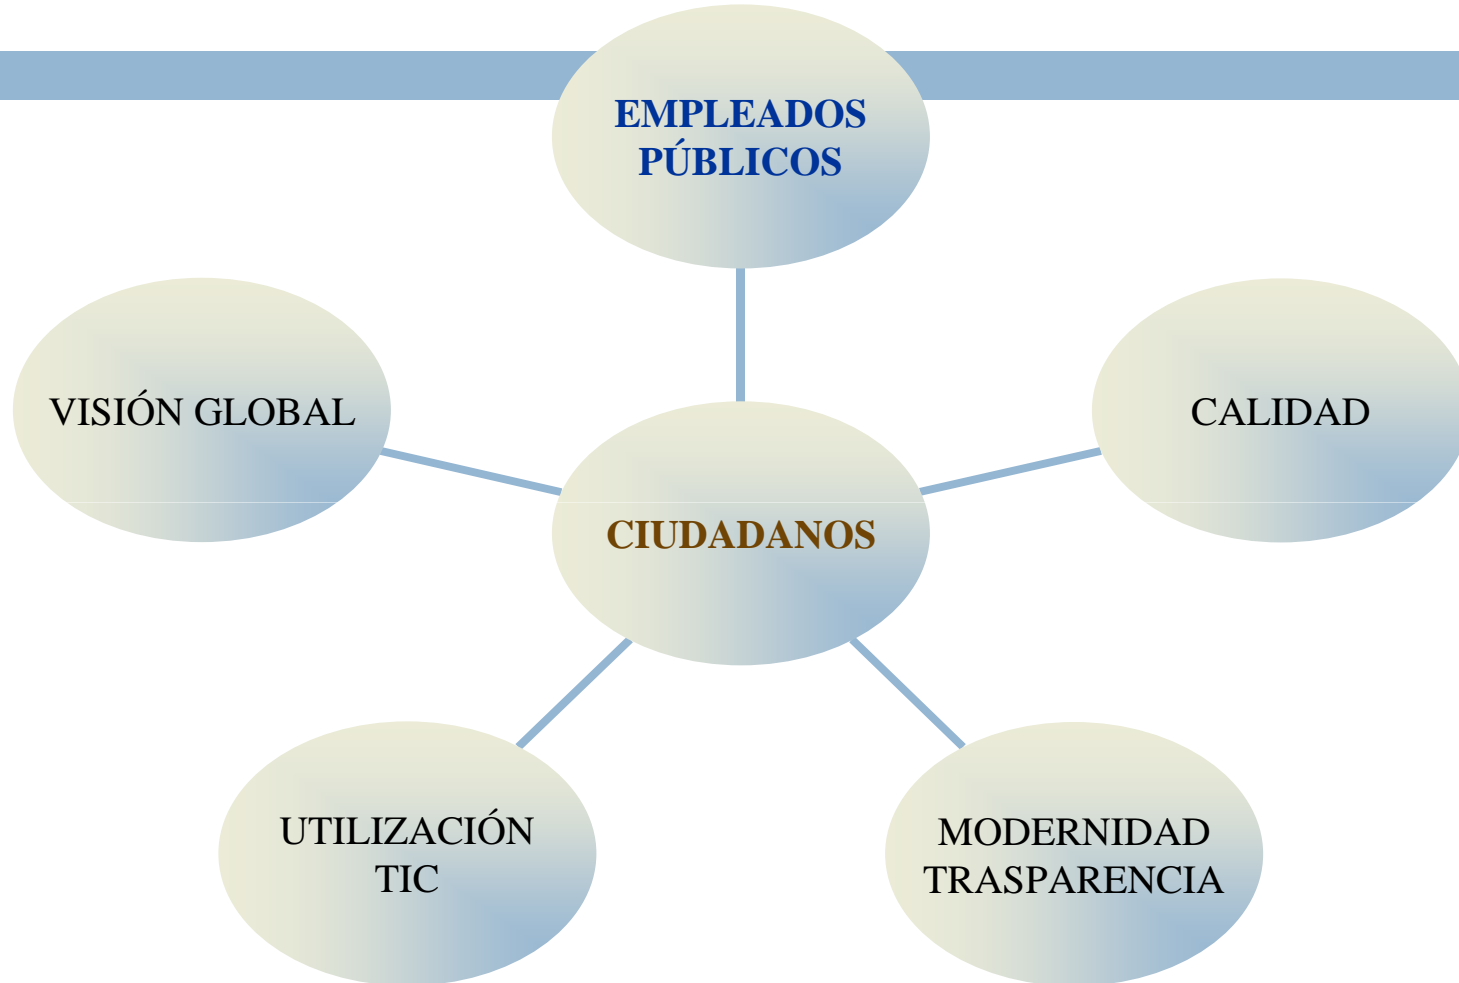 EMPLEADOS
PÚBLICOS
VISIÓN GLOBAL
CALIDAD
CIUDADANOS
UTILIZACIÓN
TIC
MODERNIDAD
TRASPARENCIA